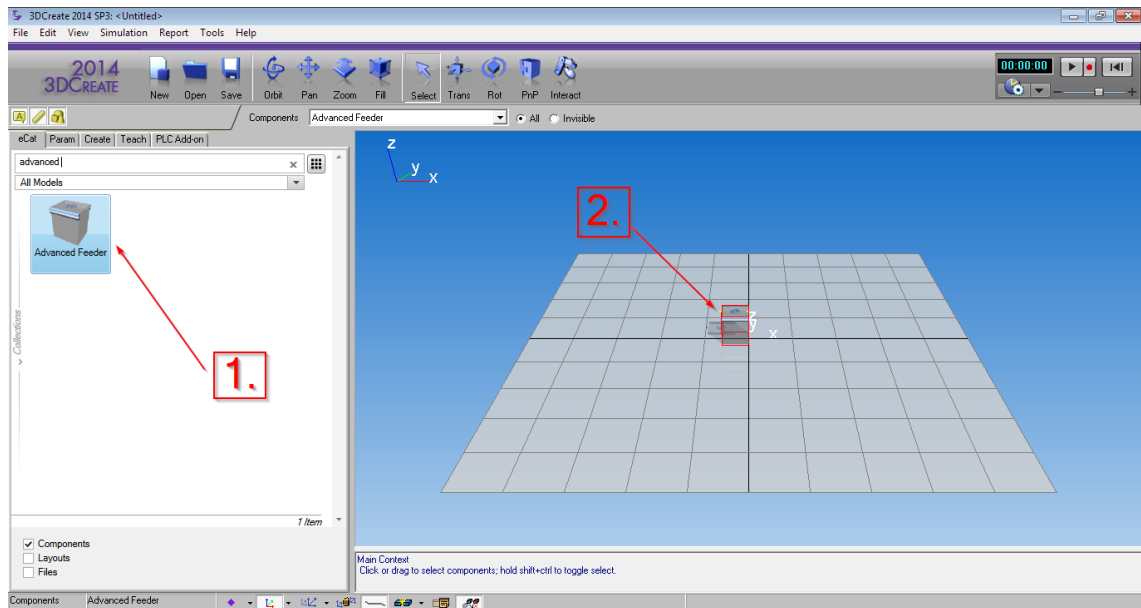 3DCreate 2014 SP3: <Untitled>
File Edit View Simulation Report Tools Help
2014
3DCREATE
New Open Save Orbit Pan Zoom Fill Select Trans Rot PnP Interact
00:00:00
Components Advanced Feeder All Invisible
eCat Param Create Teach PLC Add-on
advanced
All Models
Advanced Feeder
Collections
1 Item
Components
Layouts
Files
1.
z
y
x
2.
z
y
x
Main Context
Click or drag to select components; hold shift+ctrl to toggle select.
Components Advanced Feeder